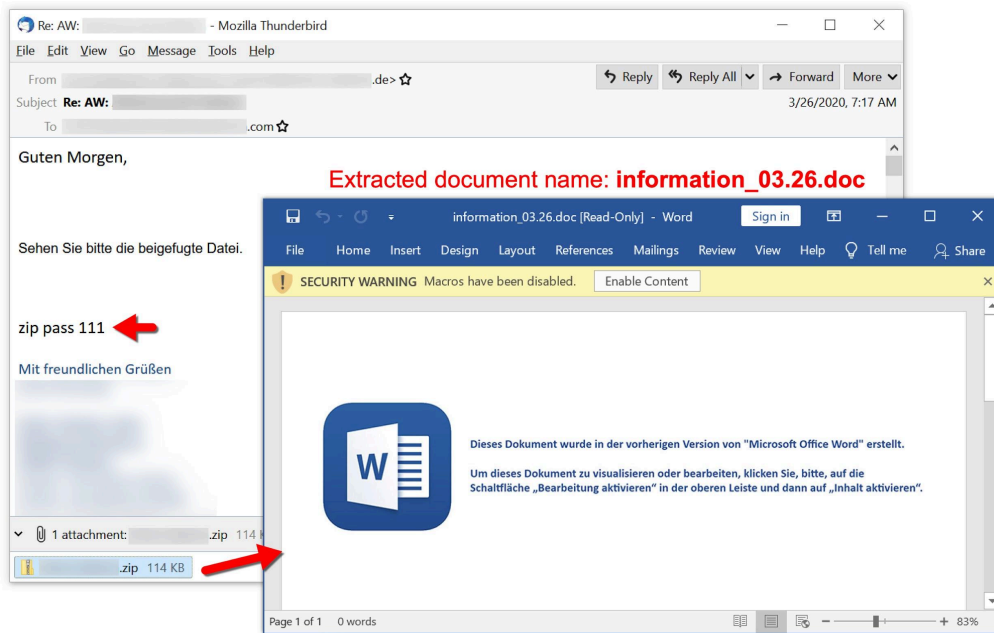 Re: AW: - Mozilla Thunderbird
File Edit View Go Message Tools Help
From .de>
Reply Reply All Forward More
Subject Re: AW:
3/26/2020, 7:17 AM
To .com
Guten Morgen,
Extracted document name: information_03.26.doc
information_03.26.doc [Read-Only] - Word Sign in
Sehen Sie bitte die beigefugte Datei.
File Home Insert Design Layout References Mailings Review View Help Tell me Share
SECURITY WARNING Macros have been disabled. Enable Content
zip pass 111
Mit freundlichen Grüßen
W
Dieses Dokument wurde in der vorherigen Version von "Microsoft Office Word" erstellt.
Um dieses Dokument zu visualisieren oder bearbeiten, klicken Sie, bitte, auf die
Schaltfläche „Bearbeitung aktivieren“ in der oberen Leiste und dann auf „Inhalt aktivieren“.
1 attachment: .zip 114
.zip 114 KB
Page 1 of 1 0 words
83%